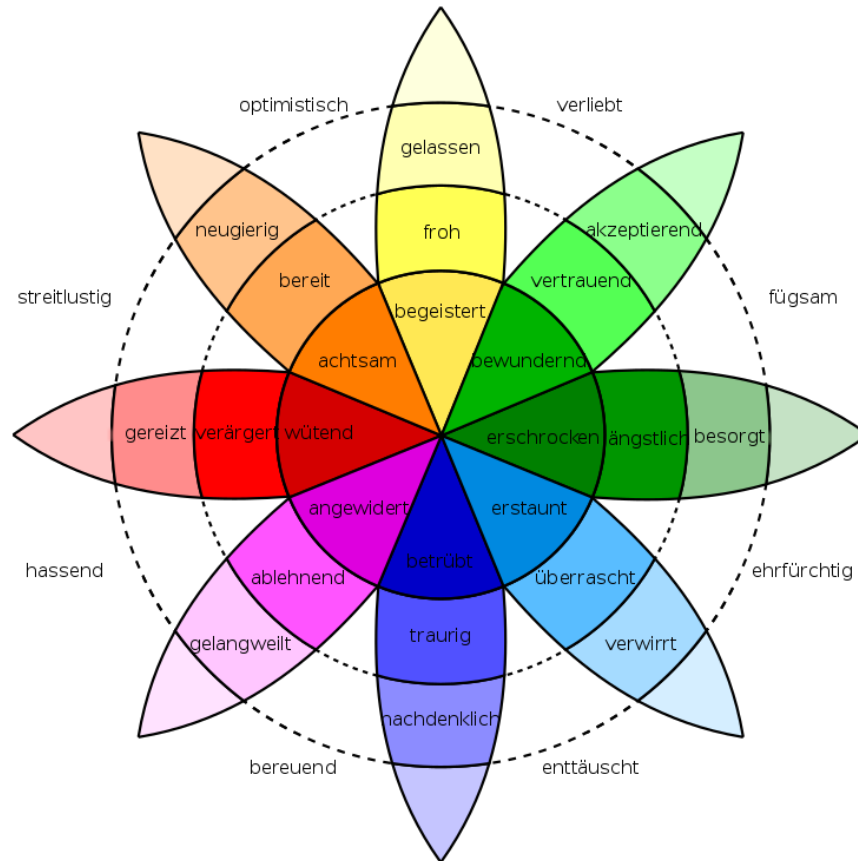 optimistisch
verliebt
gelassen
neugierig
froh
akzeptierend
bereit
vertrauend
streitlustig
fügsam
begeistert
achtsam
bewundernd
gereizt
verärgert
wütend
erschrocken
ängstlich
besorgt
angewidert
erstaunt
betrübt
hassend
ablehnend
überrascht
ehrfürchtig
gelangweilt
traurig
verwirrt
nachdenklich
bereuend
enttäuscht